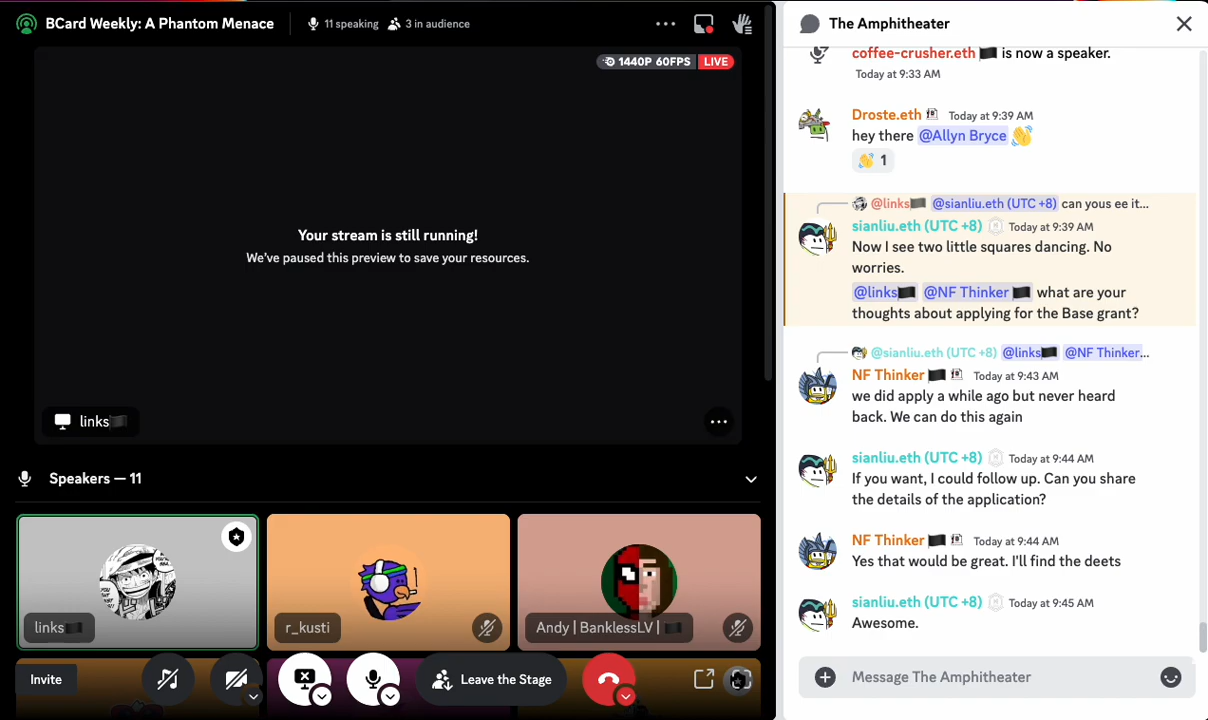 BCard Weekly: A Phantom Menace
11 speaking
3 in audience
1440P 60FPS
LIVE
Your stream is still running!
We've paused this preview to save your resources.
links
Speakers — 11
links
r_kusti
Andy | BanklessLV |
Invite
Leave the Stage
The Amphitheater
coffee-crusher.eth is now a speaker.
Today at 9:33 AM
Droste.eth Today at 9:39 AM
hey there @Allyn Bryce
1
@links @sianliu.eth (UTC +8) can yous ee it...
sianliu.eth (UTC +8) Today at 9:39 AM
Now I see two little squares dancing. No
worries.
@links @NF Thinker what are your
thoughts about applying for the Base grant?
@sianliu.eth (UTC +8) @links @NF Thinker...
NF Thinker Today at 9:43 AM
we did apply a while ago but never heard
back. We can do this again
sianliu.eth (UTC +8) Today at 9:44 AM
If you want, I could follow up. Can you share
the details of the application?
NF Thinker Today at 9:44 AM
Yes that would be great. I'll find the deets
sianliu.eth (UTC +8) Today at 9:45 AM
Awesome.
Message The Amphitheater